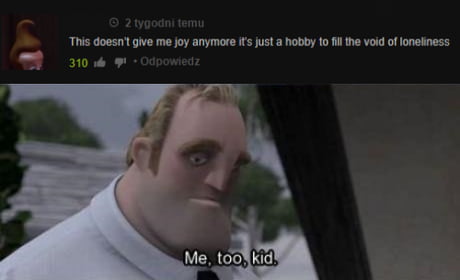 2 tygodni temu
This doesn't give me joy anymore it's just a hobby to fill the void of loneliness
310 • Odpowiedz
Me, too, kid.